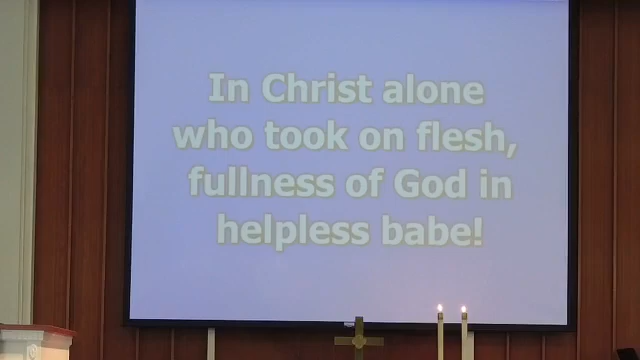 In Christ alone
who took on flesh,
fullness of God in
helpless babe!